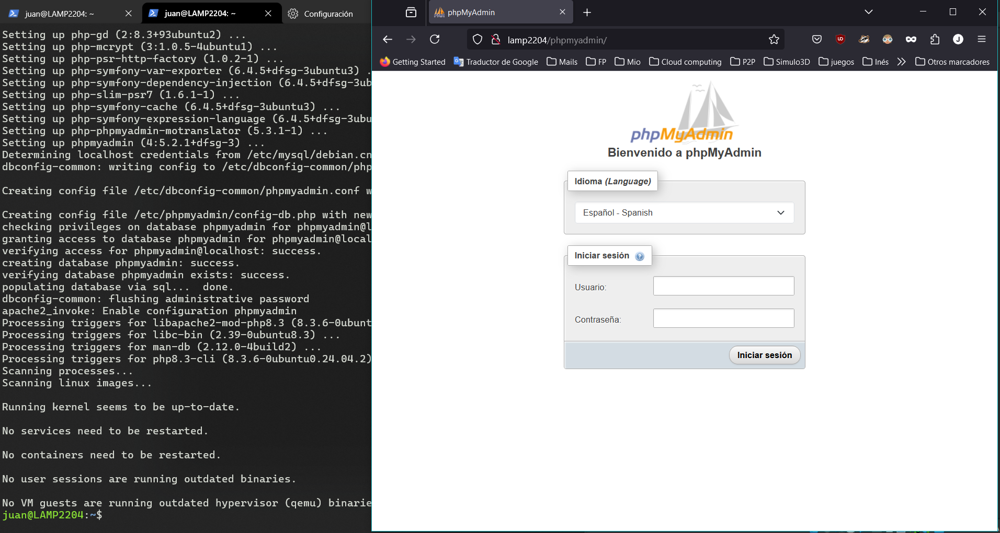 juan@LAMP2204: ~
juan@LAMP2204: ~
Configuración
Setting up php-gd (2:8.3+93ubuntu2) ...
Setting up php-mcrypt (3:1.0.5-4ubuntu1) ...
Setting up php-psr-http-factory (1.0.2-1) ...
Setting up php-symfony-var-exporter (6.4.5+dfsg-3ubuntu3) .
Setting up php-symfony-dependency-injection (6.4.5+dfsg-3ub
Setting up php-slim-psr7 (1.6.1-1) ...
Setting up php-symfony-cache (6.4.5+dfsg-3ubuntu3) ...
Setting up php-symfony-expression-language (6.4.5+dfsg-3ubu
Setting up php-phpmyadmin-motranslator (5.3.1-1) ...
Setting up phpmyadmin (4:5.2.1+dfsg-3) ...
Determining localhost credentials from /etc/mysql/debian.cn
dbconfig-common: writing config to /etc/dbconfig-common/php
Creating config file /etc/dbconfig-common/phpmyadmin.conf w
Creating config file /etc/phpmyadmin/config-db.php with new
checking privileges on database phpmyadmin for phpmyadmin@l
granting access to database phpmyadmin for phpmyadmin@local
verifying access for phpmyadmin@localhost: success.
creating database phpmyadmin: success.
verifying database phpmyadmin exists: success.
populating database via sql...  done.
dbconfig-common: flushing administrative password
apache2_invoke: Enable configuration phpmyadmin
Processing triggers for libapache2-mod-php8.3 (8.3.6-0ubunt
Processing triggers for libc-bin (2.39-0ubuntu8.3) ...
Processing triggers for man-db (2.12.0-4build2) ...
Processing triggers for php8.3-cli (8.3.6-0ubuntu0.24.04.2)
Scanning processes...
Scanning linux images...
Running kernel seems to be up-to-date.
No services need to be restarted.
No containers need to be restarted.
No user sessions are running outdated binaries.
No VM guests are running outdated hypervisor (qemu) binarie
juan@LAMP2204:~$
phpMyAdmin
lamp2204/phpmyadmin/
J
Getting Started
Traductor de Google
Mails
FP
Mio
Cloud computing
P2P
Simulo3D
juegos
Inés
Otros marcadores
phpMyAdmin
Bienvenido a phpMyAdmin
Idioma (Language)
Español - Spanish
Iniciar sesión
Usuario:
Contraseña:
Iniciar sesión